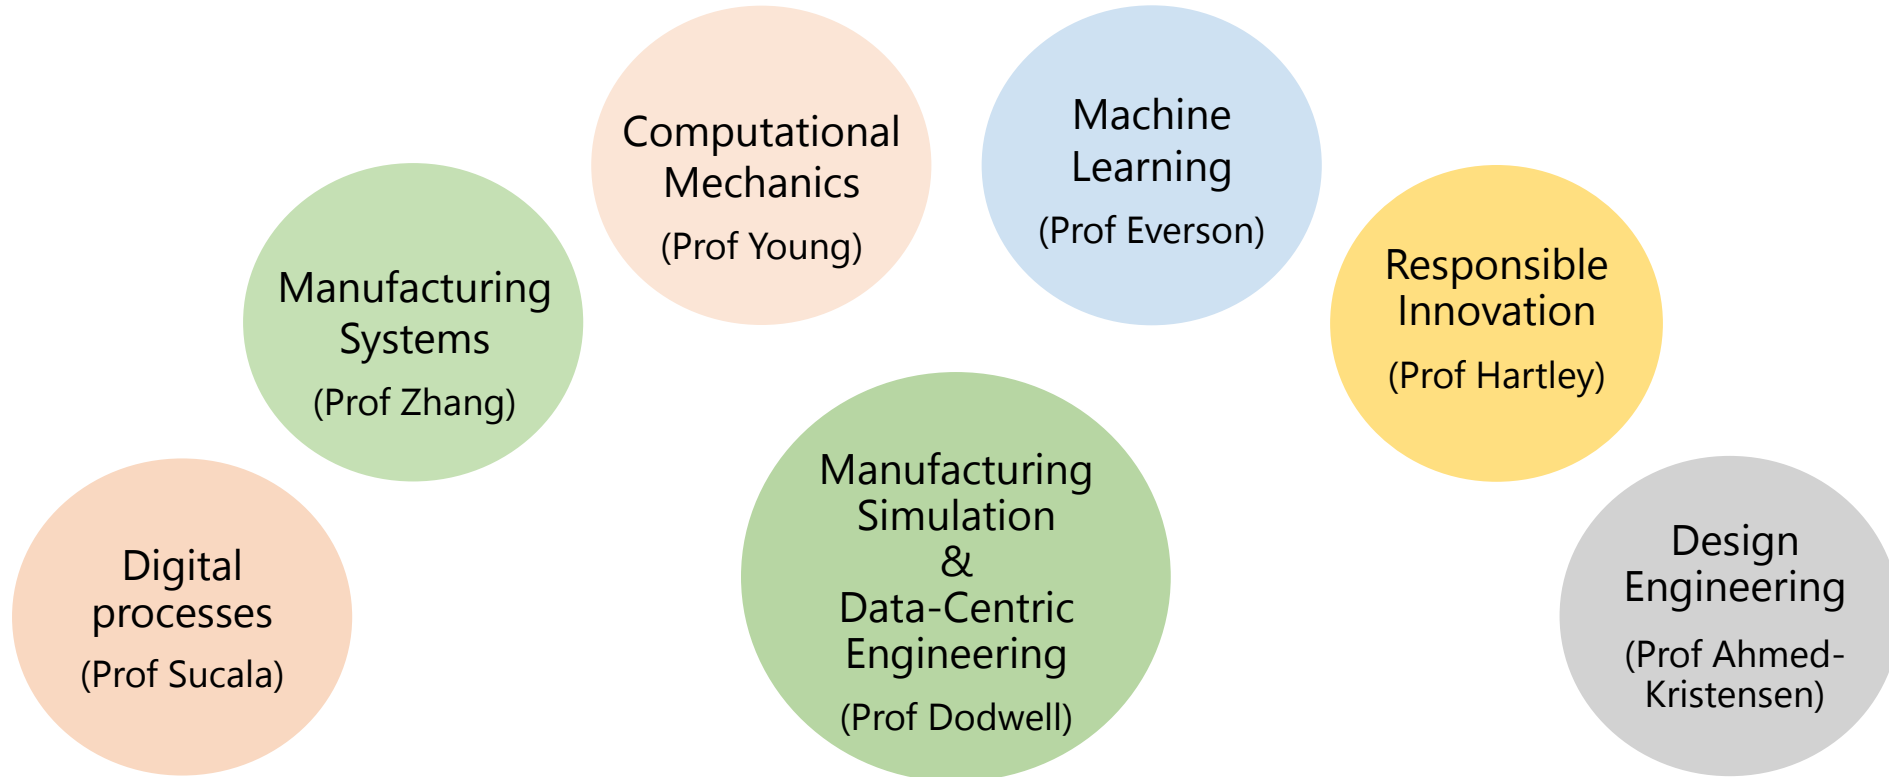 Digital
processes
(Prof Sucala)
Manufacturing
Systems
(Prof Zhang)
Computational
Mechanics
(Prof Young)
Machine
Learning
(Prof Everson)
Responsible
Innovation
(Prof Hartley)
Design
Engineering
(Prof Ahmed-
Kristensen)
Manufacturing
Simulation
&
Data-Centric
Engineering
(Prof Dodwell)